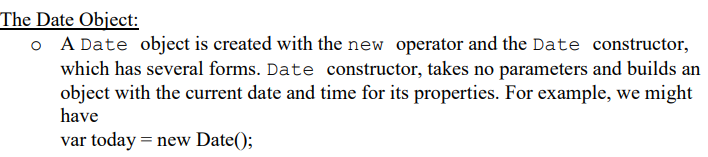 The Date Object:
o A Date object is created with the new operator and the Date constructor,
which has several forms. Date constructor, takes no parameters and builds an
object with the current date and time for its properties. For example, we might
have
var today = new Date();